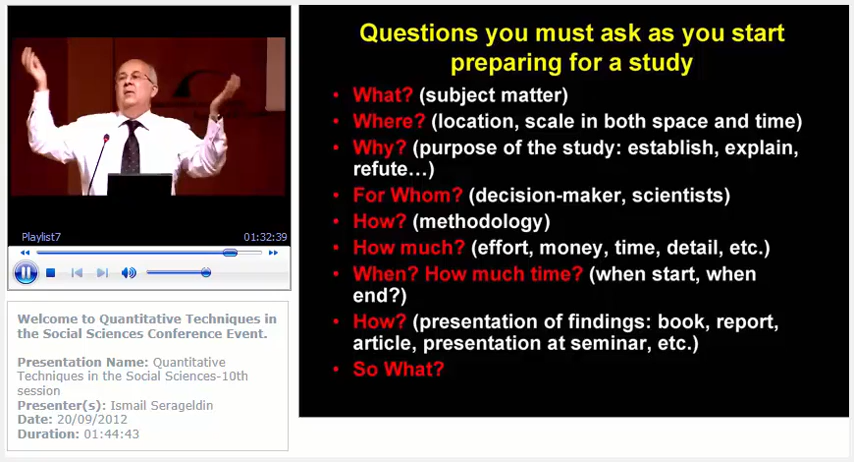 Playlist7
01:32:39
Welcome to Quantitative Techniques in
the Social Sciences Conference Event.
Presentation Name: Quantitative
Techniques in the Social Sciences-10th
session
Presenter(s): Ismail Serageldin
Date: 20/09/2012
Duration: 01:44:43
Questions you must ask as you start
preparing for a study
• What? (subject matter)
• Where? (location, scale in both space and time)
• Why? (purpose of the study: establish, explain,
refute...)
• For Whom? (decision-maker, scientists)
• How? (methodology)
• How much? (effort, money, time, detail, etc.)
• When? How much time? (when start, when
end?)
• How? (presentation of findings: book, report,
article, presentation at seminar, etc.)
• So What?